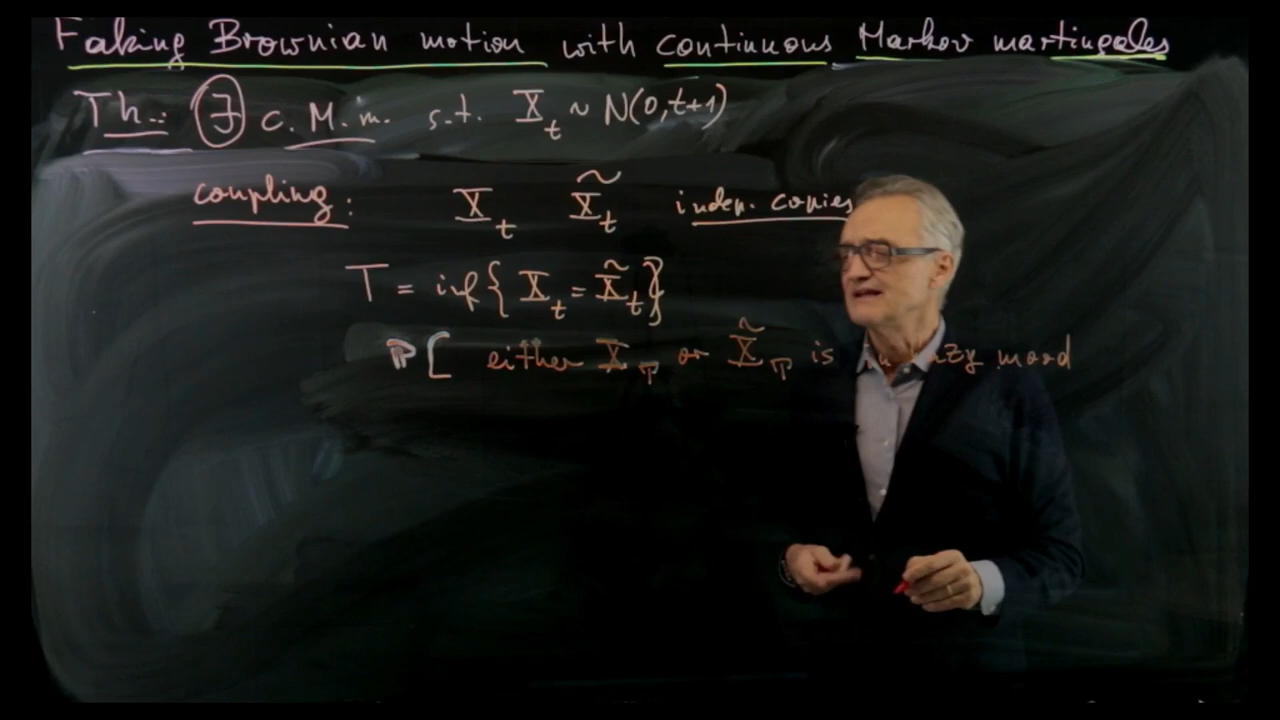 Faking Brownian motion with continuous Markov martingales
Th.: ∃ c. M. m. s.t. X_t ~ N(0, t+1)
coupling: X_t X̃_t indep. copies
T = inf{ X_t = X̃_t }
P[ either X_T or X̃_T is mood